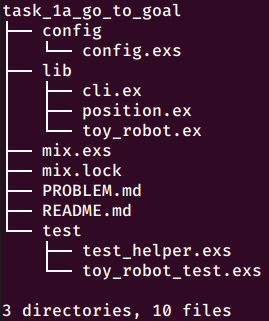 task_1a_go_to_goal
├── config
│   └── config.exs
├── lib
│   ├── cli.ex
│   ├── position.ex
│   └── toy_robot.ex
├── mix.exs
├── mix.lock
├── PROBLEM.md
├── README.md
└── test
    ├── test_helper.exs
    └── toy_robot_test.exs

3 directories, 10 files